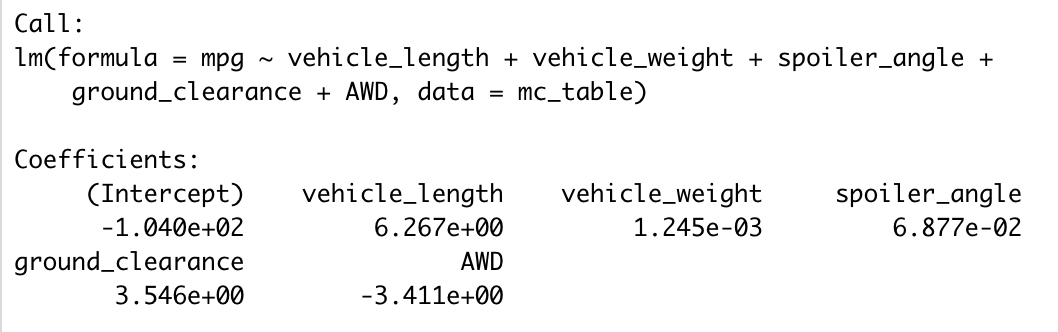 Call:
lm(formula = mpg ~ vehicle_length + vehicle_weight + spoiler_angle +
    ground_clearance + AWD, data = mc_table)

Coefficients:
     (Intercept)    vehicle_length    vehicle_weight     spoiler_angle
      -1.040e+02         6.267e+00         1.245e-03         6.877e-02
ground_clearance               AWD
       3.546e+00        -3.411e+00